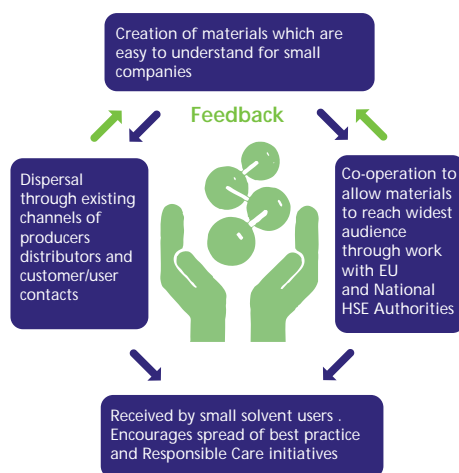 Creation of materials which are
easy to understand for small
companies
Feedback
Dispersal
through existing
channels of
producers
distributors and
customer/user
contacts
Co-operation to
allow materials
to reach widest
audience
through work
with EU
and National
HSE Authorities
Received by small solvent users .
Encourages spread of best practice
and Responsible Care initiatives